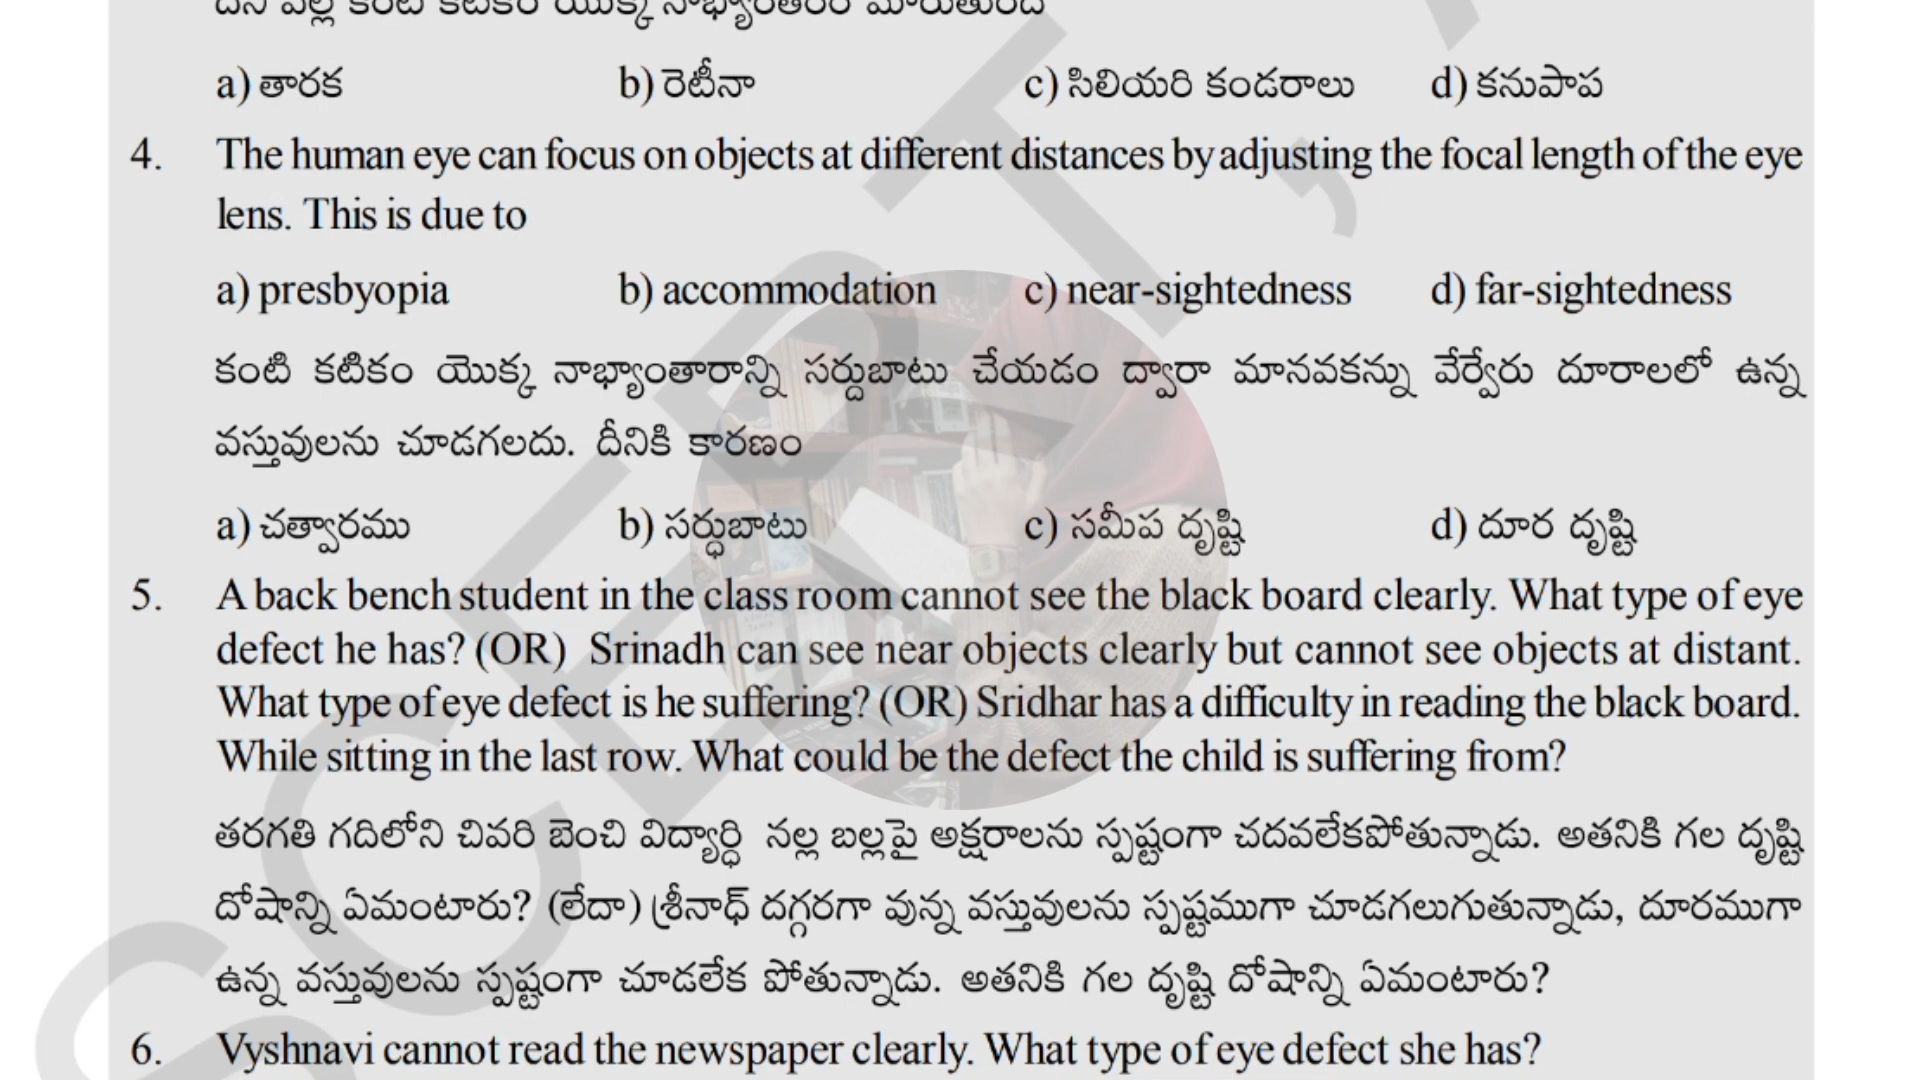 దీని వల్ల కంటి కటకం యొక్క నాభ్యాంతరం మారుతుంది
a) తారక b) రెటీనా c) సిలియరి కండరాలు d) కనుపాప
4. The human eye can focus on objects at different distances by adjusting the focal length of the eye
lens. This is due to
a) presbyopia b) accommodation c) near-sightedness d) far-sightedness
కంటి కటికం యొక్క నాభ్యాంతారాన్ని సర్దుబాటు చేయడం ద్వారా మానవకన్ను వేర్వేరు దూరాలలో ఉన్న
వస్తువులను చూడగలదు. దీనికి కారణం
a) చత్వారము b) సర్ధుబాటు c) సమీప దృష్టి d) దూర దృష్టి
5. A back bench student in the class room cannot see the black board clearly. What type of eye
defect he has? (OR) Srinadh can see near objects clearly but cannot see objects at distant.
What type of eye defect is he suffering? (OR) Sridhar has a difficulty in reading the black board.
While sitting in the last row. What could be the defect the child is suffering from?
తరగతి గదిలోని చివరి బెంచి విద్యార్ధి నల్ల బల్లపై అక్షరాలను స్పష్టంగా చదవలేకపోతున్నాడు. అతనికి గల దృష్టి
దోషాన్ని ఏమంటారు? (లేదా) శ్రీనాధ్ దగ్గరగా వున్న వస్తువులను స్పష్టముగా చూడగలుగుతున్నాడు, దూరముగా
ఉన్న వస్తువులను స్పష్టంగా చూడలేక పోతున్నాడు. అతనికి గల దృష్టి దోషాన్ని ఏమంటారు?
6. Vyshnavi cannot read the newspaper clearly. What type of eye defect she has?
SCERT,